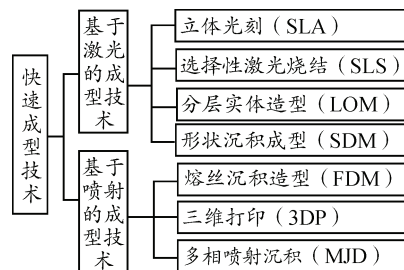 快速成型技术
基于激光的成型技术
立体光刻（SLA）
选择性激光烧结（SLS）
分层实体造型（LOM）
形状沉积成型（SDM）
基于喷射的成型技术
熔丝沉积造型（FDM）
三维打印（3DP）
多相喷射沉积（MJD）